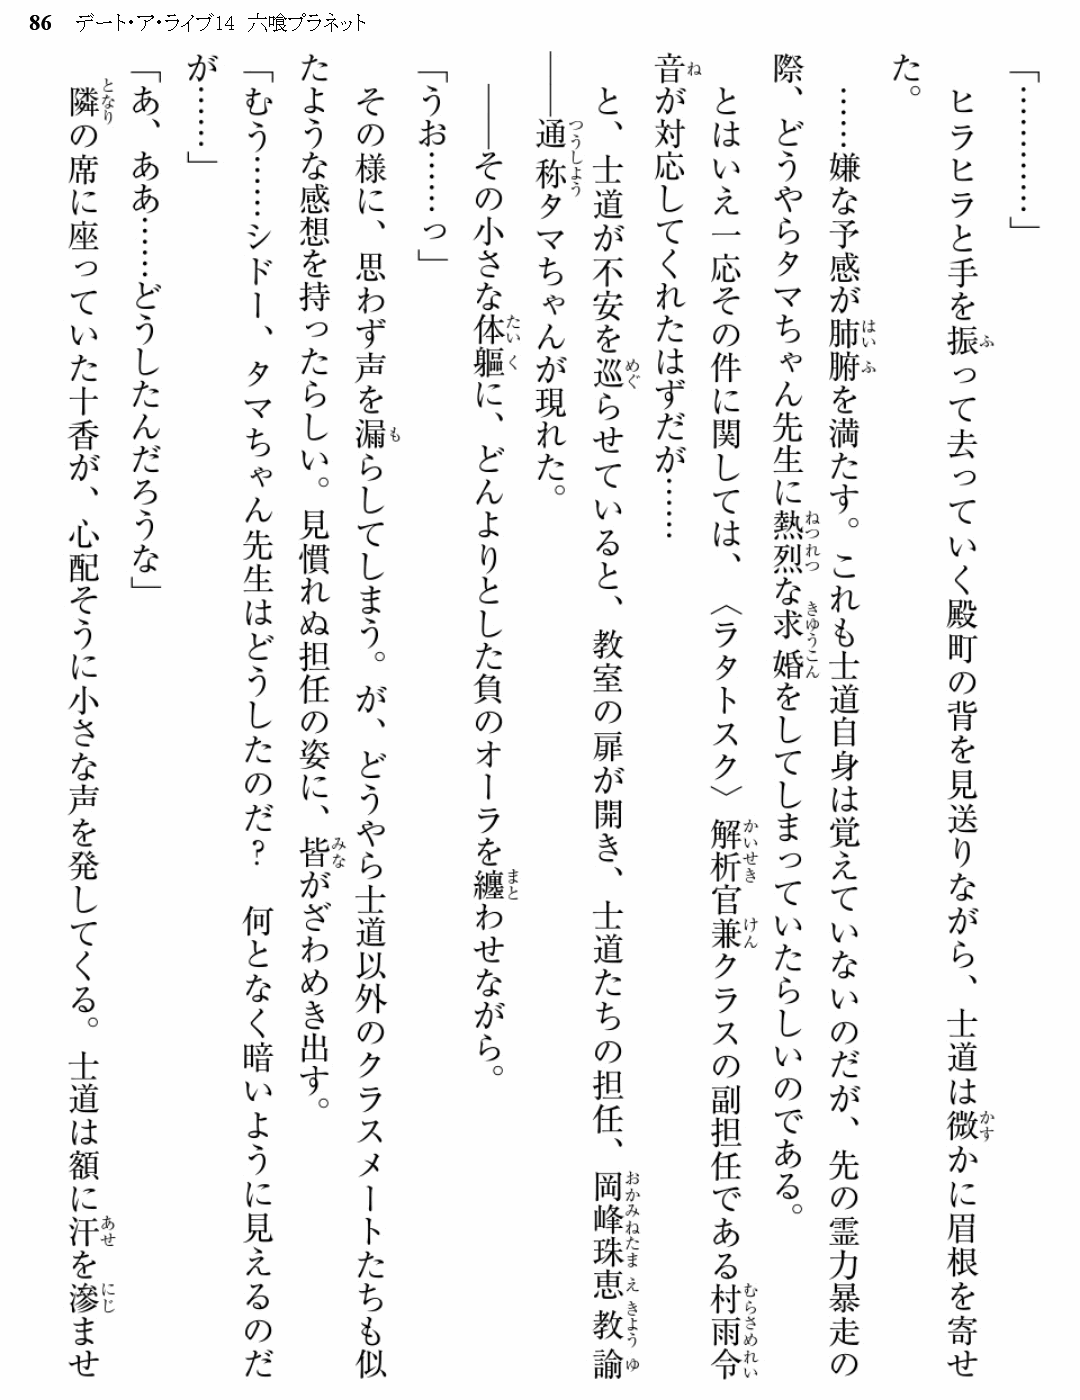 86 デート・ア・ライブ14 六喰プラネット
「…………」
ヒラヒラと手を振って去っていく殿町の背を見送りながら、士道は微かに眉根を寄せ
た。
……嫌な予感が肺腑を満たす。これも士道自身は覚えていないのだが、先の霊力暴走の
際、どうやらタマちゃん先生に熱烈な求婚をしてしまっていたらしいのである。
とはいえ一応その件に関しては、〈ラタトスク〉解析官兼クラスの副担任である村雨令
音が対応してくれたはずだが……
と、士道が不安を巡らせていると、教室の扉が開き、士道たちの担任、岡峰珠恵教諭
――通称タマちゃんが現れた。
――その小さな体軀に、どんよりとした負のオーラを纏わせながら。
「うお……っ」
その様に、思わず声を漏らしてしまう。が、どうやら士道以外のクラスメートたちも似
たような感想を持ったらしい。見慣れぬ担任の姿に、皆がざわめき出す。
「むう……シドー、タマちゃん先生はどうしたのだ? 何となく暗いように見えるのだ
が……」
「あ、ああ……どうしたんだろうな」
隣の席に座っていた十香が、心配そうに小さな声を発してくる。士道は額に汗を滲ませ